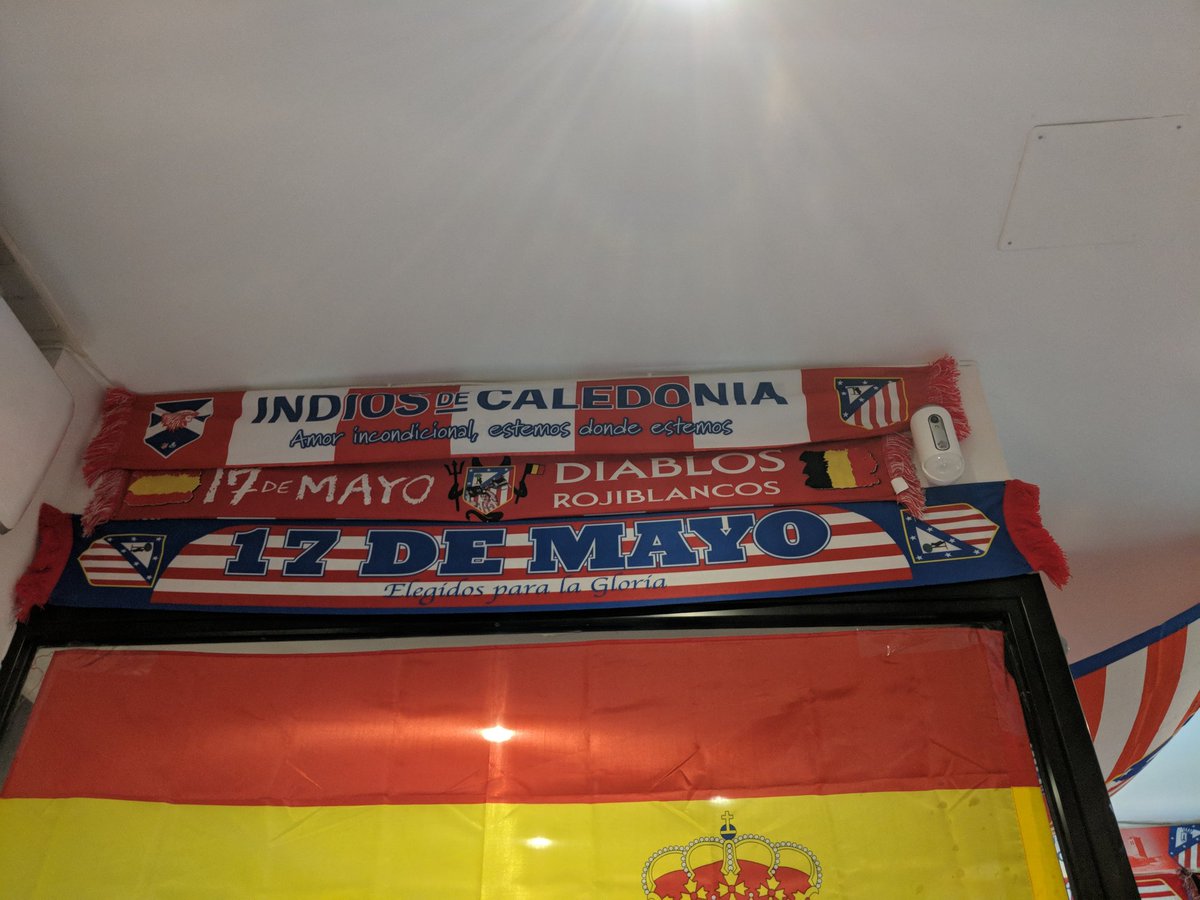 INDIOS DE CALEDONIA
Amor incondicional, estemos donde estemos
17 DE MAYO
DIABLOS
ROJIBLANCOS
17 DE MAYO
Elegidos para la Gloria